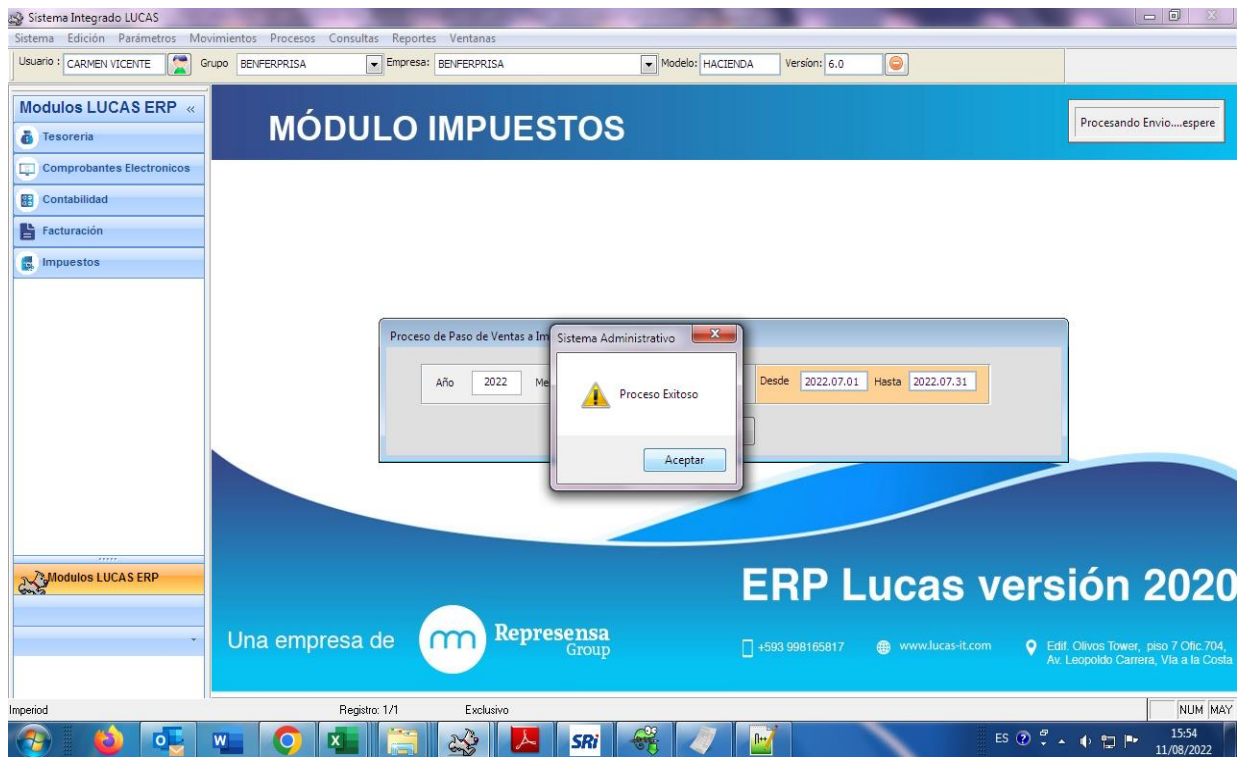 Sistema Integrado LUCAS
Sistema Edición Parámetros Movimientos Procesos Consultas Reportes Ventanas
Usuario : CARMEN VICENTE Grupo BENFERPRISA Empresa: BENFERPRISA Modelo: HACIENDA Version: 6.0
Modulos LUCAS ERP «
Tesoreria
Comprobantes Electronicos
Contabilidad
Facturación
Impuestos
MÓDULO IMPUESTOS
Procesando Envio....espere
Proceso de Paso de Ventas a Im
Año 2022 Me
Desde 2022.07.01 Hasta 2022.07.31
Sistema Administrativo
Proceso Exitoso
Aceptar
Modulos LUCAS ERP
ERP Lucas versión 2020
Una empresa de
Represensa
Group
+593 998165817 www.lucas-it.com Edif. Olivos Tower, piso 7 Ofic.704,
Av. Leopoldo Carrera, Vía a la Costa
Imperiod Registro: 1/1 Exclusivo NUM MAY
SRi
ES 15:54
11/08/2022